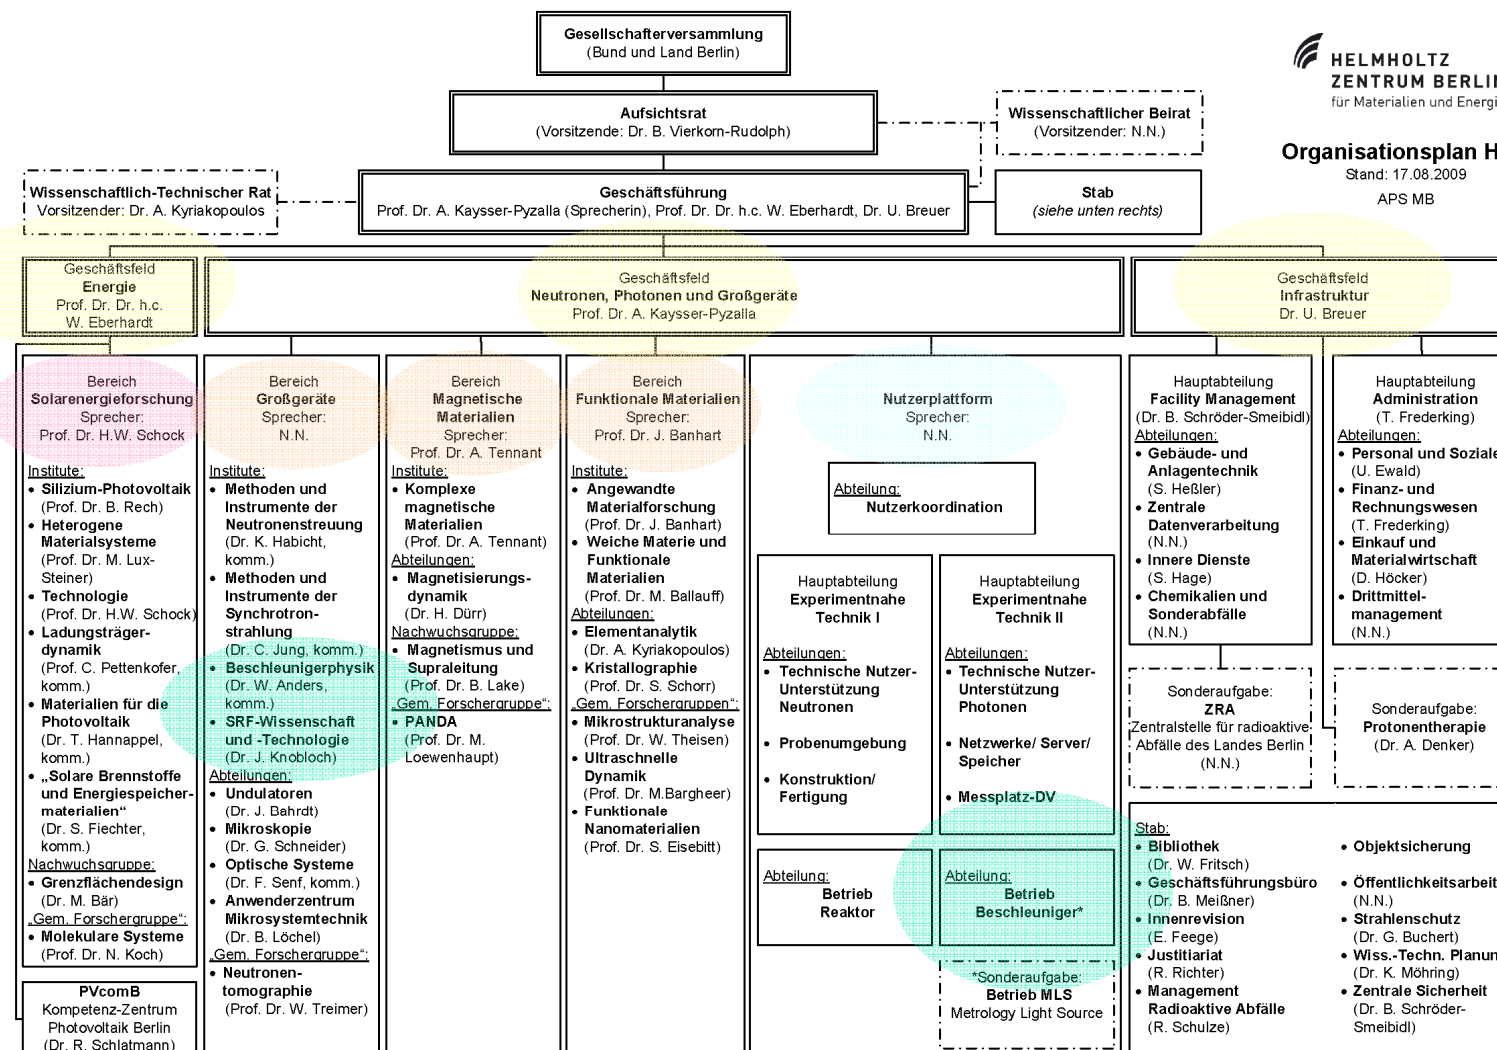 Gesellschafterversammlung
(Bund und Land Berlin)
HELMHOLTZ
ZENTRUM BERLIN
für Materialien und Energi
Aufsichtsrat
(Vorsitzende: Dr. B. Vierkorn-Rudolph)
Wissenschaftlicher Beirat
(Vorsitzender: N.N.)
Organisationsplan H
Stand: 17.08.2009
APS MB
Wissenschaftlich-Technischer Rat
Vorsitzender: Dr. A. Kyriakopoulos
Geschäftsführung
Prof. Dr. A. Kaysser-Pyzalla (Sprecherin), Prof. Dr. Dr. h.c. W. Eberhardt, Dr. U. Breuer
Stab
(siehe unten rechts)
Geschäftsfeld
Energie
Prof. Dr. Dr. h.c.
W. Eberhardt
Geschäftsfeld
Neutronen, Photonen und Großgeräte
Prof. Dr. A. Kaysser-Pyzalla
Geschäftsfeld
Infrastruktur
Dr. U. Breuer
Bereich
Solarenergieforschung
Sprecher:
Prof. Dr. H.W. Schock
Institute:
• Silizium-Photovoltaik
(Prof. Dr. B. Rech)
• Heterogene
Materialsysteme
(Prof. Dr. M. Lux-
Steiner)
• Technologie
(Prof. Dr. H.W. Schock)
• Ladungsträger-
dynamik
(Prof. C. Pettenkofer,
komm.)
• Materialien für die
Photovoltaik
(Dr. T. Hannappel,
komm.)
• „Solare Brennstoffe
und Energiespeicher-
materialien“
(Dr. S. Fiechter,
komm.)
Nachwuchsgruppe:
• Grenzflächendesign
(Dr. M. Bär)
„Gem. Forschergruppe“:
• Molekulare Systeme
(Prof. Dr. N. Koch)
PVcomB
Kompetenz-Zentrum
Photovoltaik Berlin
(Dr. R. Schlatmann)
Bereich
Großgeräte
Sprecher:
N.N.
Institute:
• Methoden und
Instrumente der
Neutronenstreuung
(Dr. K. Habicht,
komm.)
• Methoden und
Instrumente der
Synchrotron-
strahlung
(Dr. C. Jung, komm.)
• Beschleunigerphysik
(Dr. W. Anders,
komm.)
• SRF-Wissenschaft
und -Technologie
(Dr. J. Knobloch)
Abteilungen:
• Undulatoren
(Dr. J. Bahrdt)
• Mikroskopie
(Dr. G. Schneider)
• Optische Systeme
(Dr. F. Senf, komm.)
• Anwenderzentrum
Mikrosystemtechnik
(Dr. B. Löchel)
„Gem. Forschergruppe“:
• Neutronen-
tomographie
(Prof. Dr. W. Treimer)
Bereich
Magnetische
Materialien
Sprecher:
Prof. Dr. A. Tennant
Institute:
• Komplexe
magnetische
Materialien
(Prof. Dr. A. Tennant)
Abteilungen:
• Magnetisierungs-
dynamik
(Dr. H. Dürr)
Nachwuchsgruppe:
• Magnetismus und
Supraleitung
(Prof. Dr. B. Lake)
„Gem. Forschergruppe“:
• PANDA
(Prof. Dr. M.
Loewenhaupt)
Bereich
Funktionale Materialien
Sprecher:
Prof. Dr. J. Banhart
Institute:
• Angewandte
Materialforschung
(Prof. Dr. J. Banhart)
• Weiche Materie und
Funktionale
Materialien
(Prof. Dr. M. Ballauff)
Abteilungen:
• Elementanalytik
(Dr. A. Kyriakopoulos)
• Kristallographie
(Prof. Dr. S. Schorr)
„Gem. Forschergruppen“:
• Mikrostrukturanalyse
(Prof. Dr. W. Theisen)
• Ultraschnelle
Dynamik
(Prof. Dr. M.Bargheer)
• Funktionale
Nanomaterialien
(Prof. Dr. S. Eisebitt)
Nutzerplattform
Sprecher:
N.N.
Abteilung:
Nutzerkoordination
Hauptabteilung
Experimentnahe
Technik I
Abteilungen:
• Technische Nutzer-
Unterstützung
Neutronen
• Probenumgebung
• Konstruktion/
Fertigung
Abteilung:
Betrieb
Reaktor
Hauptabteilung
Experimentnahe
Technik II
Abteilungen:
• Technische Nutzer-
Unterstützung
Photonen
• Netzwerke/ Server/
Speicher
• Messplatz-DV
Abteilung:
Betrieb
Beschleuniger*
*Sonderaufgabe:
Betrieb MLS
Metrology Light Source
Hauptabteilung
Facility Management
(Dr. B. Schröder-Smeibidl)
Abteilungen:
• Gebäude- und
Anlagentechnik
(S. Heßler)
• Zentrale
Datenverarbeitung
(N.N.)
• Innere Dienste
(S. Hage)
• Chemikalien und
Sonderabfälle
(N.N.)
Sonderaufgabe:
ZRA
Zentralstelle für radioaktive
Abfälle des Landes Berlin
(N.N.)
Hauptabteilung
Administration
(T. Frederking)
Abteilungen:
• Personal und Soziale
(U. Ewald)
• Finanz- und
Rechnungswesen
(T. Frederking)
• Einkauf und
Materialwirtschaft
(D. Höcker)
• Drittmittel-
management
(N.N.)
Sonderaufgabe:
Protonentherapie
(Dr. A. Denker)
Stab:
• Bibliothek
(Dr. W. Fritsch)
• Geschäftsführungsbüro
(Dr. B. Meißner)
• Innenrevision
(E. Feege)
• Justitiariat
(R. Richter)
• Management
Radioaktive Abfälle
(R. Schulze)
• Objektsicherung
• Öffentlichkeitsarbeit
(N.N.)
• Strahlenschutz
(Dr. G. Buchert)
• Wiss.-Techn. Planun
(Dr. K. Möhring)
• Zentrale Sicherheit
(Dr. B. Schröder-
Smeibidl)